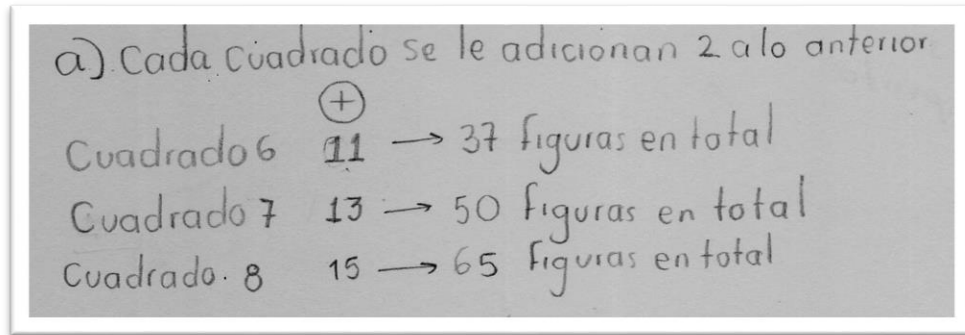 a) Cada cuadrado se le adicionan 2 a lo anterior
+
Cuadrado 6 11 → 37 figuras en total
Cuadrado 7 13 → 50 figuras en total
Cuadrado. 8 15 → 65 figuras en total